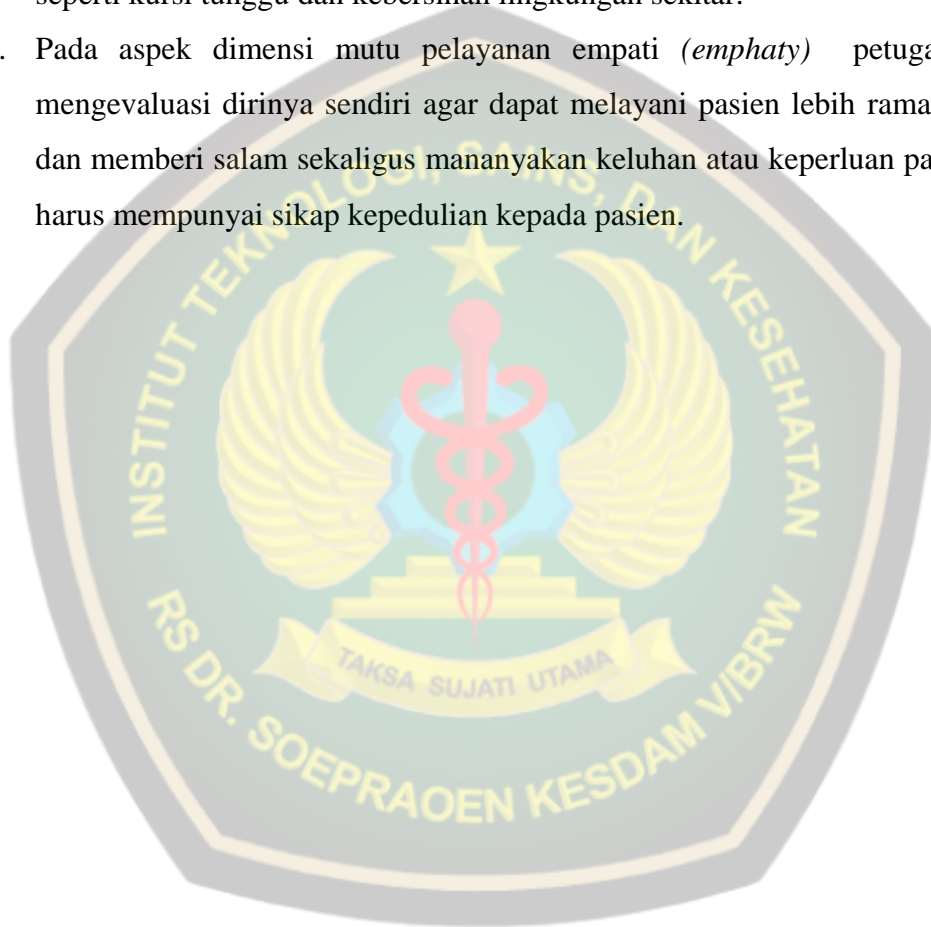 seperti kursi tunggu dan kebersihan lingkungan sekitar.
. Pada aspek dimensi mutu pelayanan empati (emphaty) petuga
mengevaluasi dirinya sendiri agar dapat melayani pasien lebih rama
dan memberi salam sekaligus mananyakan keluhan atau keperluan pa
harus mempunyai sikap kepedulian kepada pasien.
INSTITUT TEKNOLOGI, SAINS, DAN KESEHATAN
TAKSA SUJATI UTAMA
RS DR. SOEPRAOEN KESDAM V/BRW